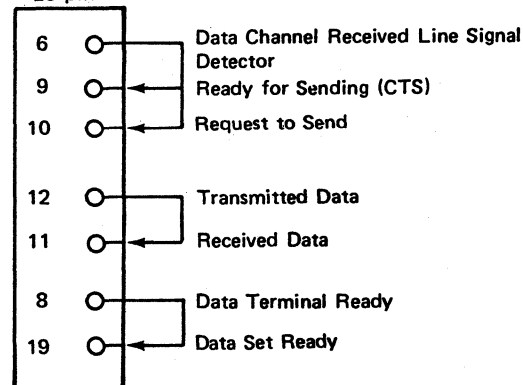 6 Data Channel Received Line Signal
Detector
9 Ready for Sending (CTS)
10 Request to Send
12 Transmitted Data
11 Received Data
8 Data Terminal Ready
19 Data Set Ready